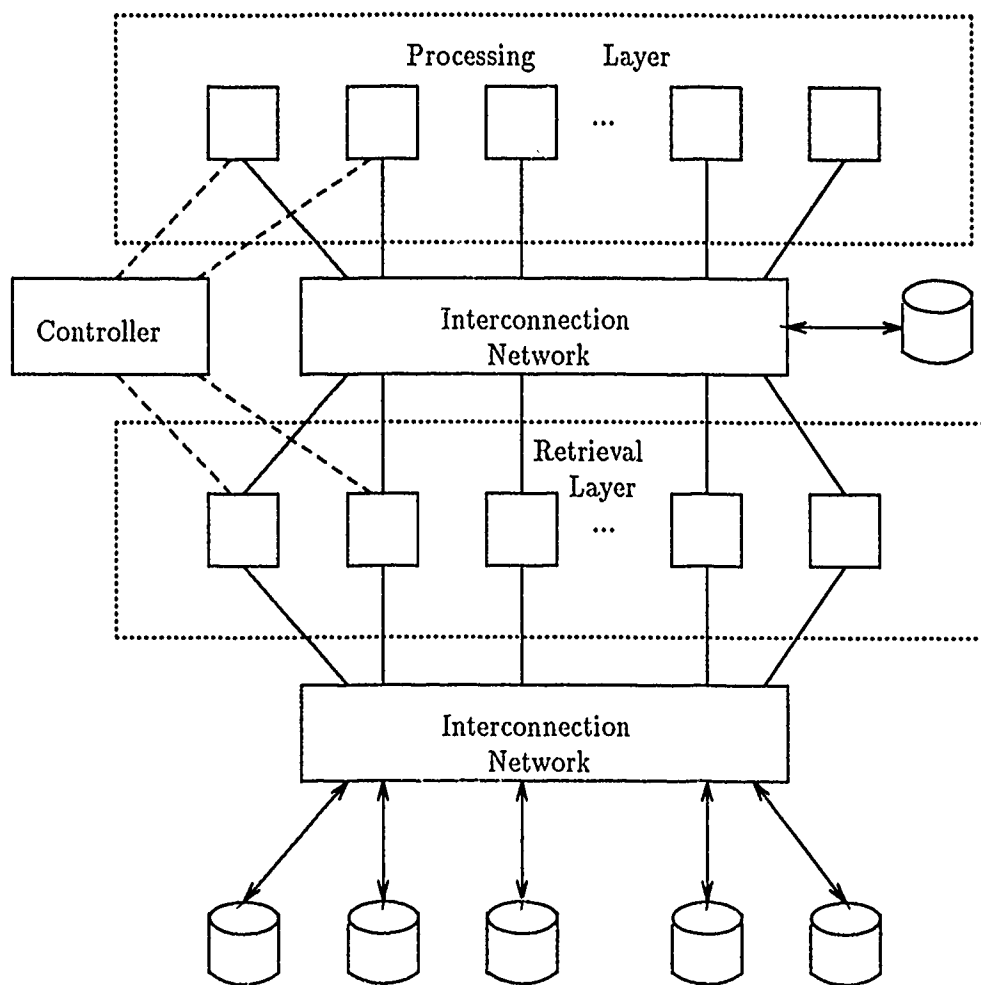 Processing Layer
...
Controller
Interconnection
Network
Retrieval
Layer
...
Interconnection
Network